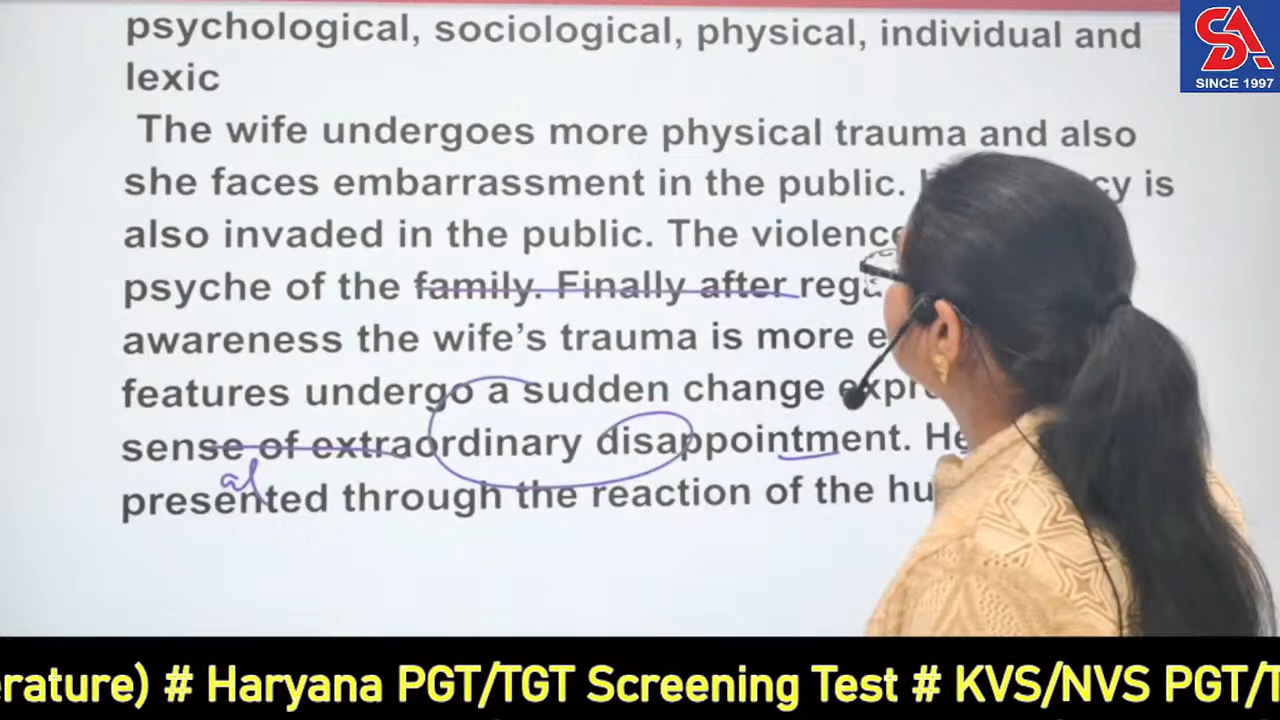 psychological, sociological, physical, individual and
lexic
The wife undergoes more physical trauma and also
she faces embarrassment in the public. cy is
also invaded in the public. The violence
psyche of the family. Finally after
awareness the wife's trauma is more
features undergo a sudden change
sense of extraordinary disappointment.
presented through the reaction of the
SINCE 1997
erature) # Haryana PGT/TGT Screening Test # KVS/NVS PGT/T